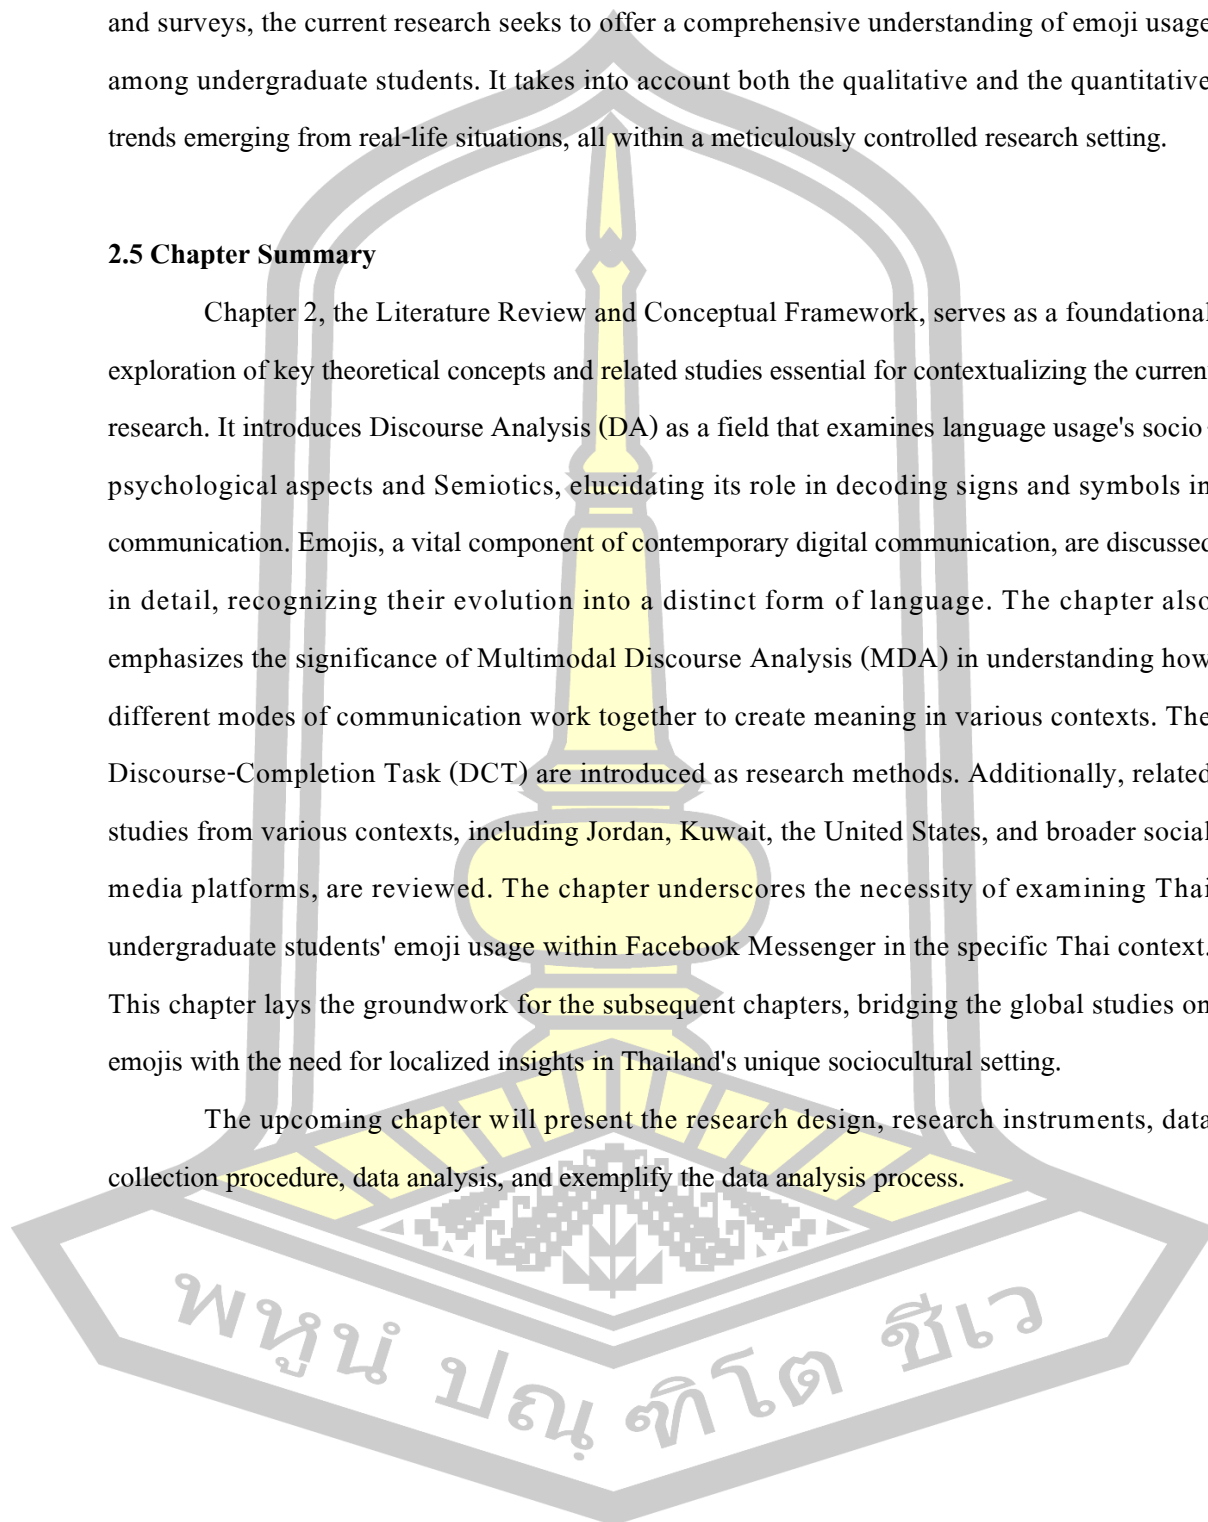 and surveys, the current research seeks to offer a comprehensive understanding of emoji usage
among undergraduate students. It takes into account both the qualitative and the quantitative
trends emerging from real-life situations, all within a meticulously controlled research setting.
2.5 Chapter Summary
Chapter 2, the Literature Review and Conceptual Framework, serves as a foundational
exploration of key theoretical concepts and related studies essential for contextualizing the current
research. It introduces Discourse Analysis (DA) as a field that examines language usage's socio-
psychological aspects and Semiotics, elucidating its role in decoding signs and symbols in
communication. Emojis, a vital component of contemporary digital communication, are discussed
in detail, recognizing their evolution into a distinct form of language. The chapter also
emphasizes the significance of Multimodal Discourse Analysis (MDA) in understanding how
different modes of communication work together to create meaning in various contexts. The
Discourse-Completion Task (DCT) are introduced as research methods. Additionally, related
studies from various contexts, including Jordan, Kuwait, the United States, and broader social
media platforms, are reviewed. The chapter underscores the necessity of examining Thai
undergraduate students' emoji usage within Facebook Messenger in the specific Thai context.
This chapter lays the groundwork for the subsequent chapters, bridging the global studies on
emojis with the need for localized insights in Thailand's unique sociocultural setting.
The upcoming chapter will present the research design, research instruments, data
collection procedure, data analysis, and exemplify the data analysis process.
พหูนํ ปณฺ ฑิโต ชีเว